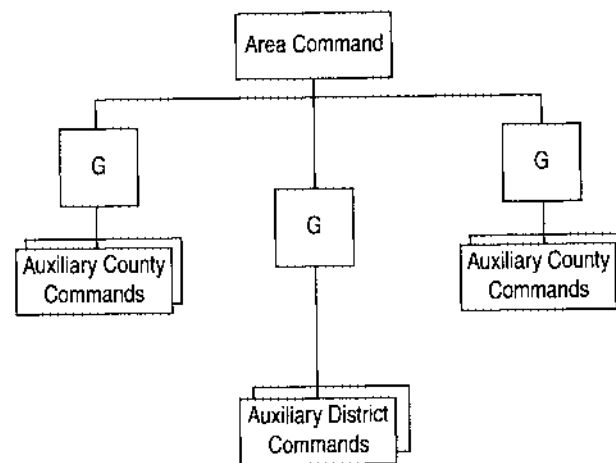 Area Command
G
G
G
Auxiliary County
Commands
Auxiliary County
Commands
Auxiliary District
Commands